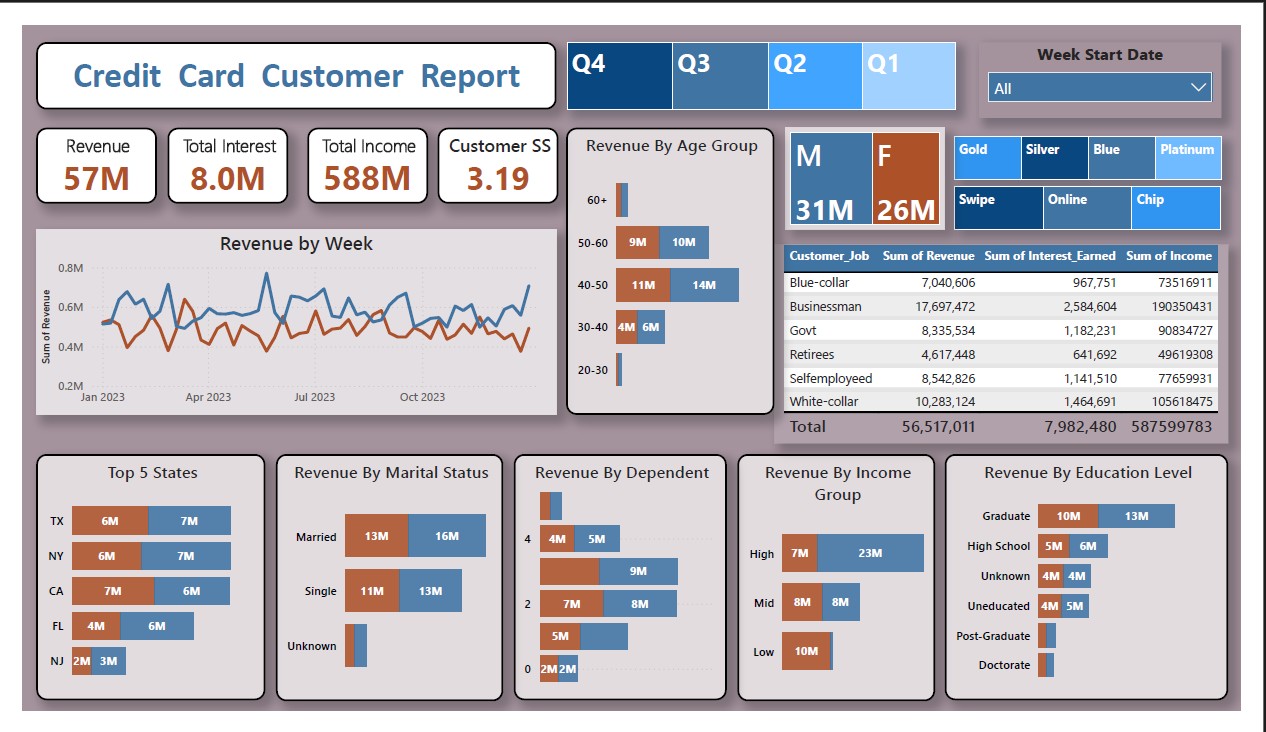 Credit Card Customer Report
Q4 Q3 Q2 Q1
Week Start Date
All
Revenue
57M
Total Interest
8.0M
Total Income
588M
Customer SS
3.19
Revenue by Week
Sum of Revenue
0.8M
0.6M
0.4M
0.2M
Jan 2023 Apr 2023 Jul 2023 Oct 2023
Revenue By Age Group
60+
50-60 9M 10M
40-50 11M 14M
30-40 4M 6M
20-30
M F
31M 26M
Gold Silver Blue Platinum
Swipe Online Chip
Customer_Job Sum of Revenue Sum of Interest_Earned Sum of Income
Blue-collar 7,040,606 967,751 73516911
Businessman 17,697,472 2,584,604 190350431
Govt 8,335,534 1,182,231 90834727
Retirees 4,617,448 641,692 49619308
Selfemployeed 8,542,826 1,141,510 77659931
White-collar 10,283,124 1,464,691 105618475
Total 56,517,011 7,982,480 587599783
Top 5 States
TX 6M 7M
NY 6M 7M
CA 7M 6M
FL 4M 6M
NJ 2M 3M
Revenue By Marital Status
Married 13M 16M
Single 11M 13M
Unknown
Revenue By Dependent
4 4M 5M
9M
2 7M 8M
5M
0 2M 2M
Revenue By Income
Group
High 7M 23M
Mid 8M 8M
Low 10M
Revenue By Education Level
Graduate 10M 13M
High School 5M 6M
Unknown 4M 4M
Uneducated 4M 5M
Post-Graduate
Doctorate